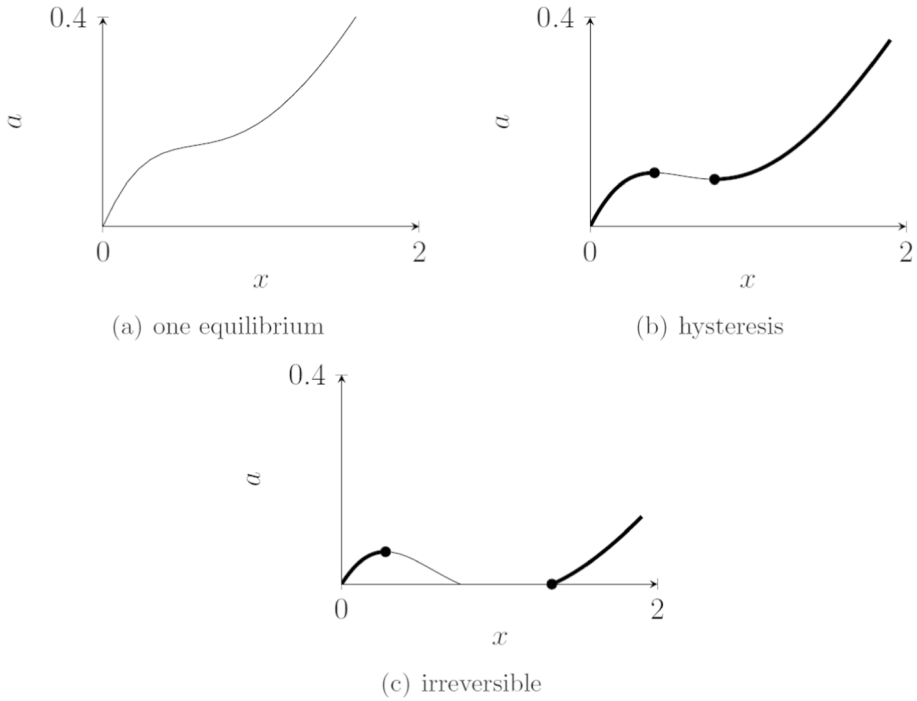 0.4
a
0
2
x
(a) one equilibrium
0.4
a
0
2
x
(b) hysteresis
0.4
a
0
2
x
(c) irreversible